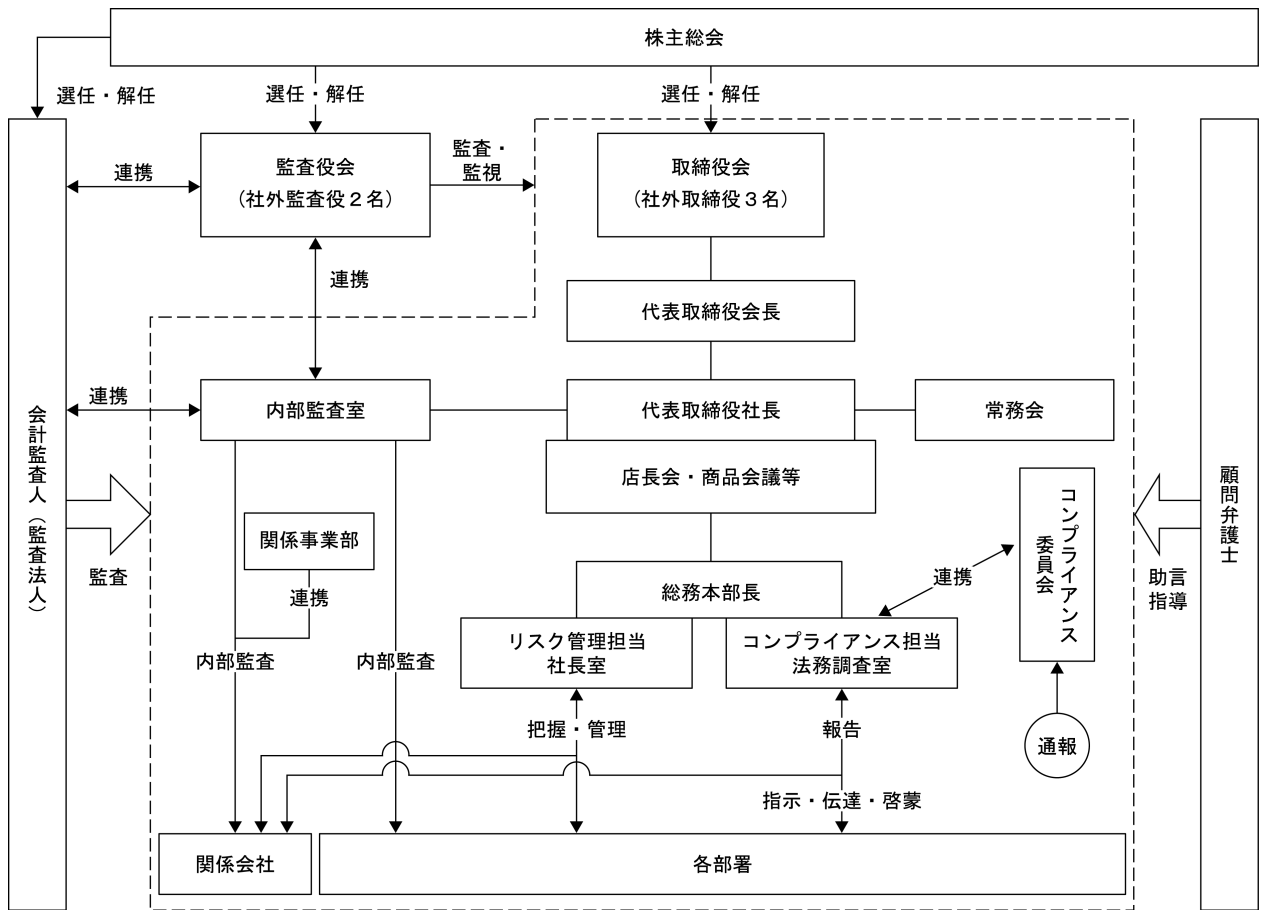 株主総会
選任・解任
選任・解任
選任・解任
監査役会
（社外監査役２名）
監査・
監視
取締役会
（社外取締役３名）
連携
連携
代表取締役会長
連携
内部監査室
代表取締役社長
常務会
店長会・商品会議等
会計監査人（監査法人）
監査
顧問弁護士
助言
指導
関係事業部
連携
コンプライアンス
委員会
連携
総務本部長
リスク管理担当
社長室
コンプライアンス担当
法務調査室
内部監査
内部監査
把握・管理
報告
通報
指示・伝達・啓蒙
関係会社
各部署